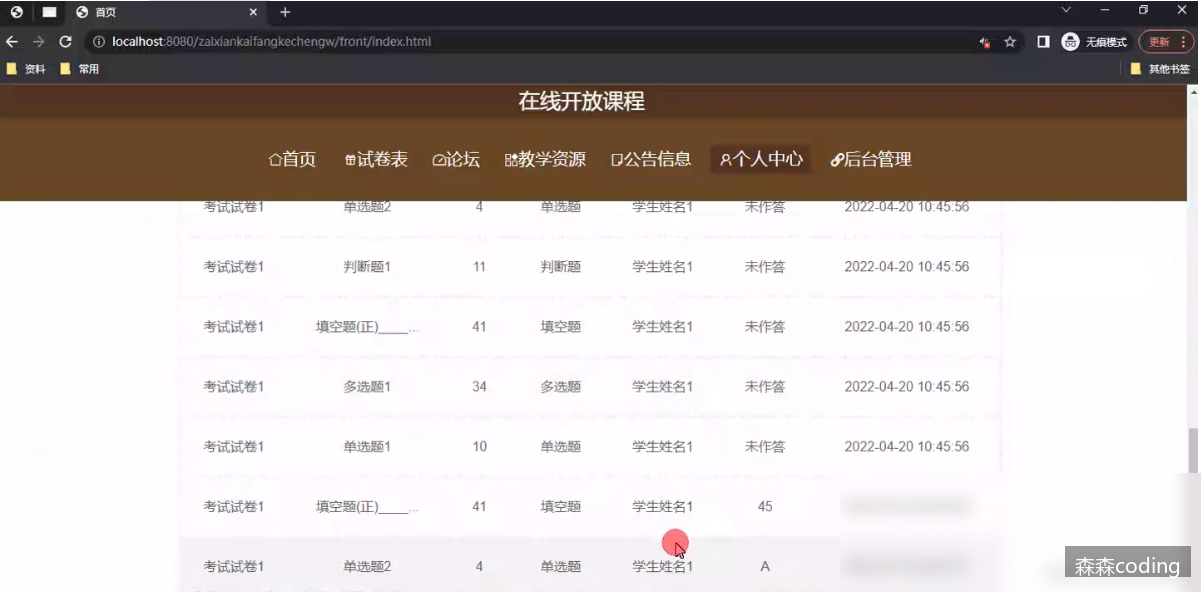 首页
localhost:8080/zaixiankaifangkechengw/front/index.html
无痕模式
更新
资料 常用 其他书签
在线开放课程
首页 试卷表 论坛 教学资源 公告信息 个人中心 后台管理
考试试卷1 单选题2 4 单选题 学生姓名1 未作答 2022-04-20 10:45:56
考试试卷1 判断题1 11 判断题 学生姓名1 未作答 2022-04-20 10:45:56
考试试卷1 填空题(正)____... 41 填空题 学生姓名1 未作答 2022-04-20 10:45:56
考试试卷1 多选题1 34 多选题 学生姓名1 未作答 2022-04-20 10:45:56
考试试卷1 单选题1 10 单选题 学生姓名1 未作答 2022-04-20 10:45:56
考试试卷1 填空题(正)____... 41 填空题 学生姓名1 45
考试试卷1 单选题2 4 单选题 学生姓名1 A
森森coding